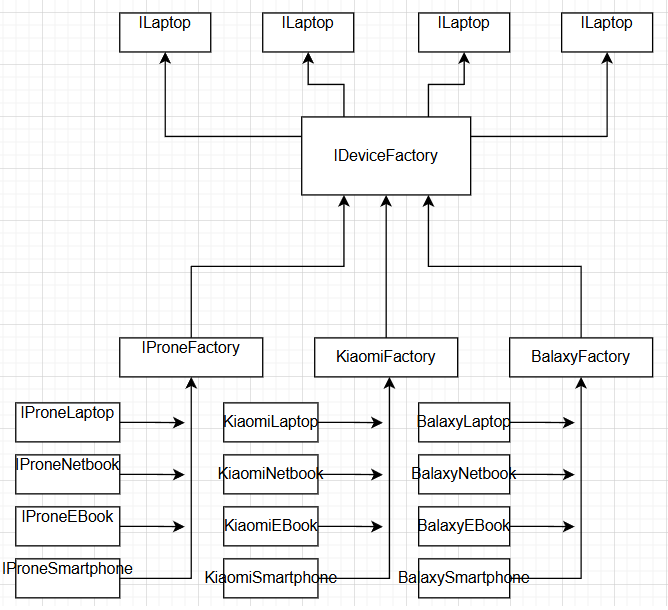 ILaptop
ILaptop
ILaptop
ILaptop
IDeviceFactory
IProneFactory
KiaomiFactory
BalaxyFactory
IProneLaptop
KiaomiLaptop
BalaxyLaptop
IProneNetbook
KiaomiNetbook
BalaxyNetbook
IProneEBook
KiaomiEBook
BalaxyEBook
IProneSmartphone
KiaomiSmartphone
BalaxySmartphone